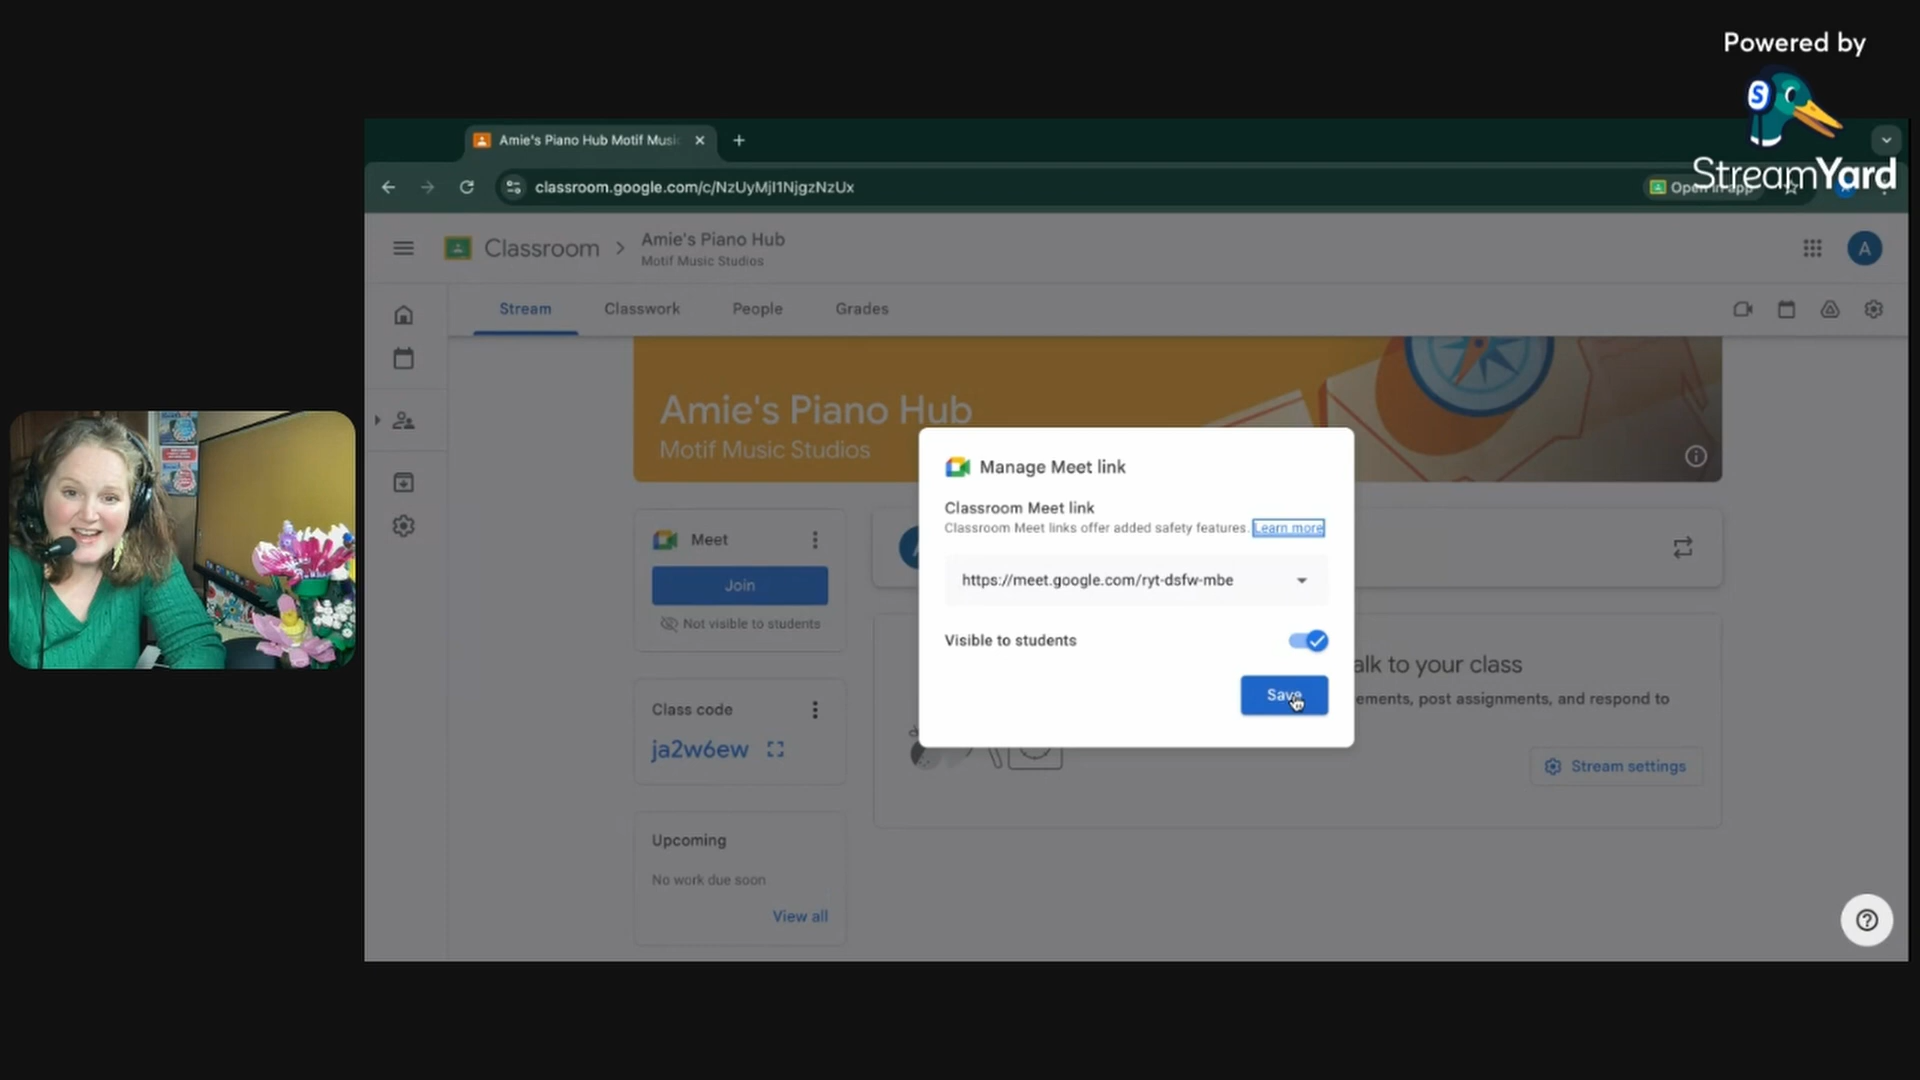 Powered by
StreamYard
Amie's Piano Hub Motif Music
classroom.google.com/c/NzUyMjI1NjgzNzUx
Open in app
Classroom
Amie's Piano Hub
Motif Music Studios
A
Stream
Classwork
People
Grades
Amie's Piano Hub
Motif Music Studios
Manage Meet link
Classroom Meet link
Classroom Meet links offer added safety features. Learn more
https://meet.google.com/ryt-dsfw-mbe
Visible to students
Save
Meet
Join
Not visible to students
alk to your class
ements, post assignments, and respond to
Stream settings
Class code
ja2w6ew
Upcoming
No work due soon
View all